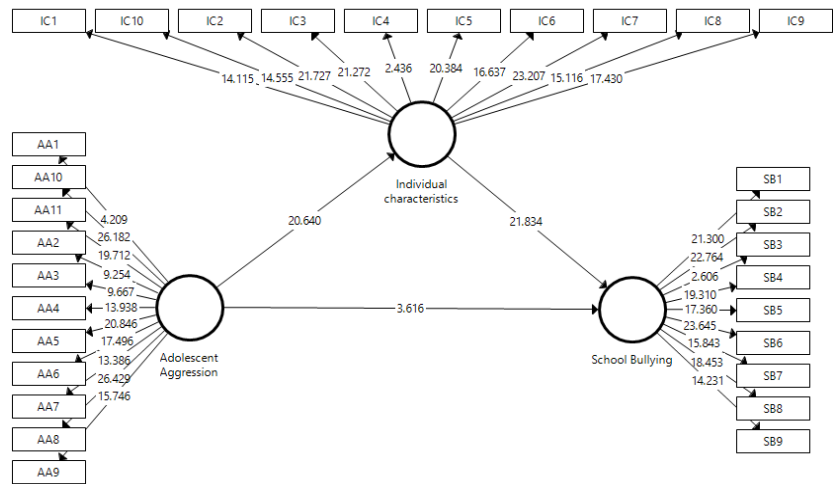 IC1 IC10 IC2 IC3 IC4 IC5 IC6 IC7 IC8 IC9
14.115 14.555 21.727 21.272 2.436 20.384 16.637 23.207 15.116 17.430
Individual
characteristics
AA1
AA10
AA11
AA2
AA3
AA4
AA5
AA6
AA7
AA8
AA9
4.209
26.182
19.712
9.254
9.667
13.938
20.846
17.496
13.386
26.429
15.746
Adolescent
Aggression
20.640
21.834
3.616
School Bullying
21.300
22.764
2.606
19.310
17.360
23.645
15.843
18.453
14.231
SB1
SB2
SB3
SB4
SB5
SB6
SB7
SB8
SB9